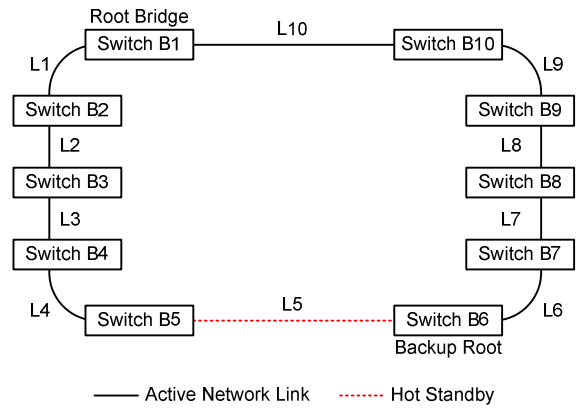 Root Bridge
Switch B1
L10
Switch B10
L1
L9
Switch B2
Switch B9
L2
L8
Switch B3
Switch B8
L3
L7
Switch B4
Switch B7
L4
L5
L6
Switch B5
Switch B6
Backup Root
Active Network Link
Hot Standby